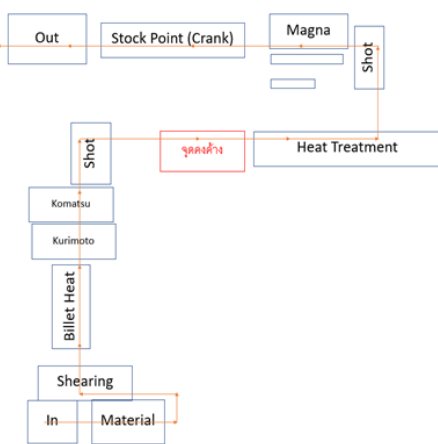 Out
Stock Point (Crank)
Magna
Shot
Shot
จุดคงค้าง
Heat Treatment
Komatsu
Kurimoto
Billet Heat
Shearing
In
Material